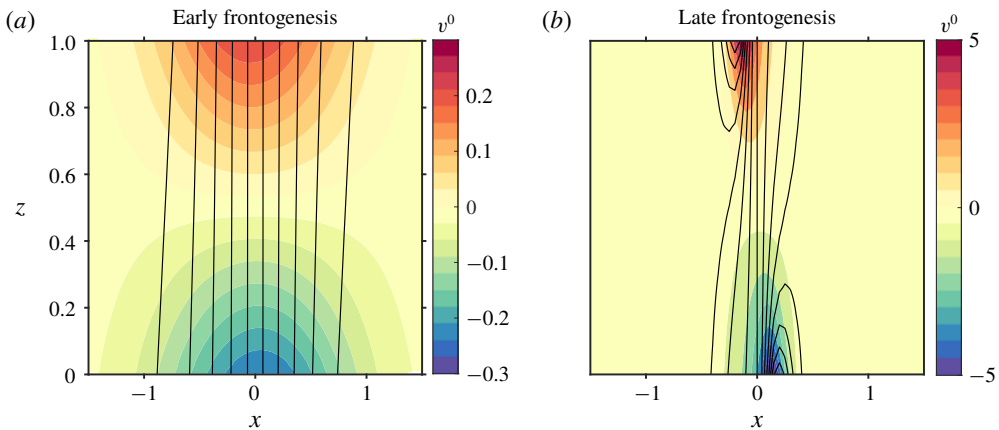 (a) Early frontogenesis v⁰
1.0
0.8
0.6
z
0.4
0.2
0
−1 0 1
x
0.2
0.1
0
−0.1
−0.2
−0.3
(b) Late frontogenesis v⁰
5
0
−5
−1 0 1
x